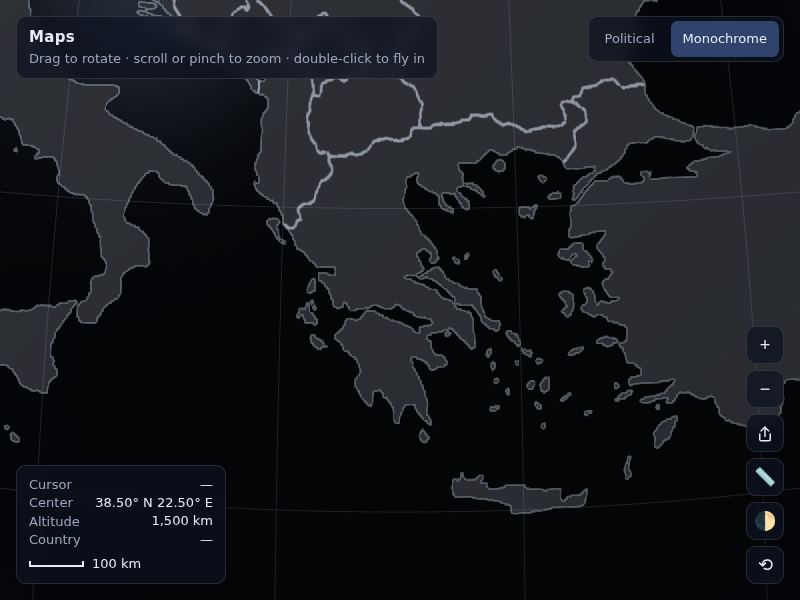 Maps
Drag to rotate · scroll or pinch to zoom · double-click to fly in
Political
Monochrome
+
−
Cursor —
Center 38.50° N 22.50° E
Altitude 1,500 km
Country —
100 km